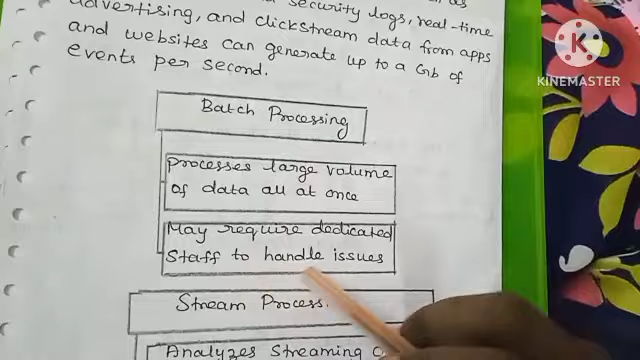 security logs, real-time
advertising, and clickstream data from apps
and websites can generate up to a Gb of
events per second.
KINEMASTER
Batch Processing
Processes large volume
of data all at once
May require dedicated
Staff to handle issues
Stream Process.
Analyzes Streaming